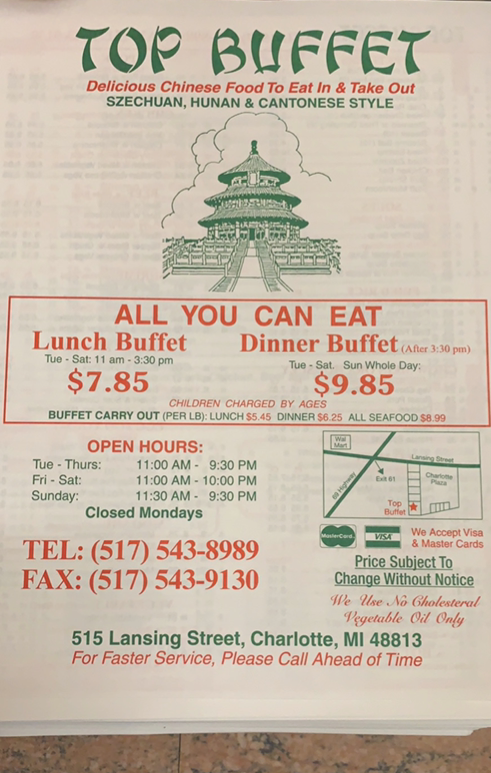 TOP BUFFET
Delicious Chinese Food To Eat In & Take Out
SZECHUAN, HUNAN & CANTONESE STYLE
ALL YOU CAN EAT
Lunch Buffet
Tue - Sat: 11 am - 3:30 pm
$7.85
Dinner Buffet (After 3:30 pm)
Tue - Sat. Sun Whole Day:
$9.85
CHILDREN CHARGED BY AGES
BUFFET CARRY OUT (PER LB): LUNCH $5.45 DINNER $6.25 ALL SEAFOOD $8.99
OPEN HOURS:
Tue - Thurs: 11:00 AM - 9:30 PM
Fri - Sat: 11:00 AM - 10:00 PM
Sunday: 11:30 AM - 9:30 PM
Closed Mondays
TEL: (517) 543-8989
FAX: (517) 543-9130
Wal
Mart
Lansing Street
69 Highway
Exit 61
Charlotte
Plaza
Top
Buffet
MasterCard
VISA
We Accept Visa
& Master Cards
Price Subject To
Change Without Notice
We Use No Cholesteral
Vegetable Oil Only
515 Lansing Street, Charlotte, MI 48813
For Faster Service, Please Call Ahead of Time